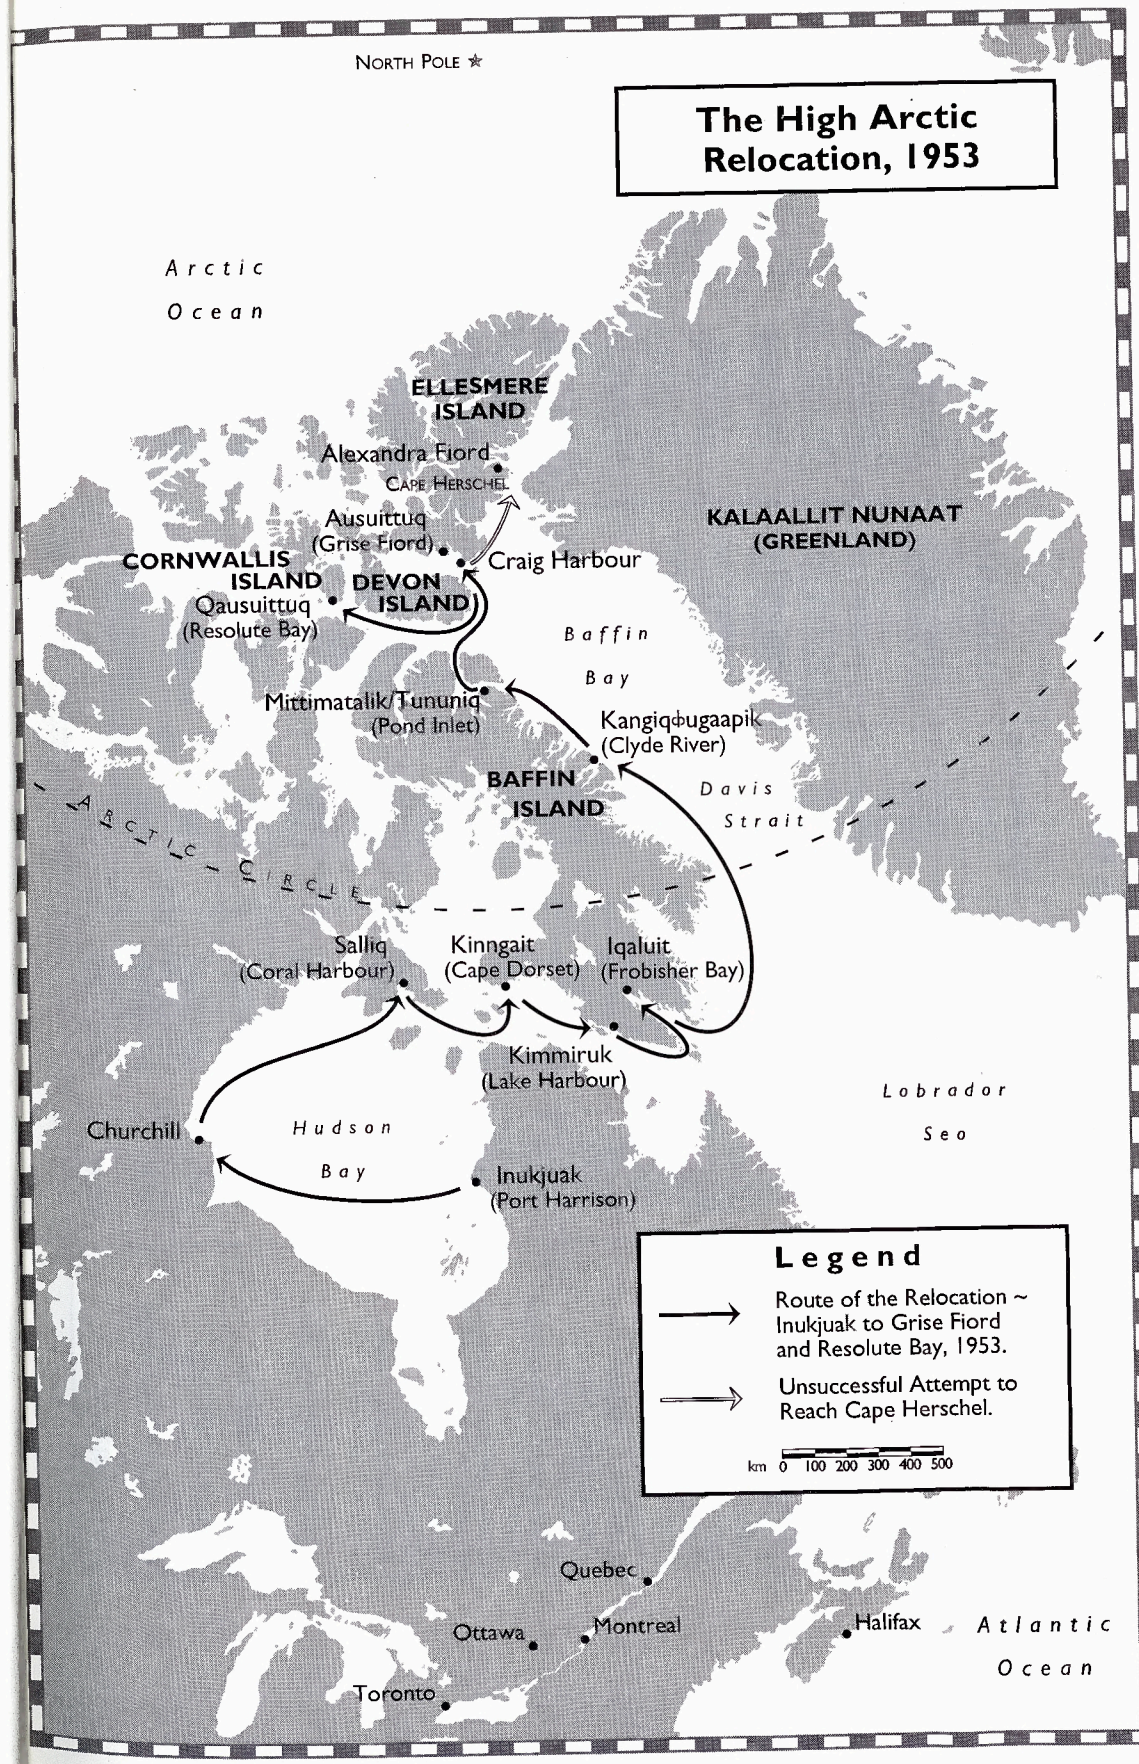 NORTH POLE
The High Arctic
Relocation, 1953
Arctic
Ocean
ELLESMERE
ISLAND
Alexandra Fiord
CAPE HERSCHEL
Ausuittuq
(Grise Fiord)
Craig Harbour
KALAALLIT NUNAAT
(GREENLAND)
CORNWALLIS
ISLAND
DEVON
ISLAND
Qausuittuq
(Resolute Bay)
Baffin
Bay
Mittimatalik/Tununiq
(Pond Inlet)
Kangiqɸugaapik
(Clyde River)
BAFFIN
ISLAND
Davis
Strait
ARCTIC CIRCLE
Salliq
(Coral Harbour)
Kinngait
(Cape Dorset)
Iqaluit
(Frobisher Bay)
Kimmiruk
(Lake Harbour)
Labrador
Sea
Churchill
Hudson
Bay
Inukjuak
(Port Harrison)
Legend
Route of the Relocation ~
Inukjuak to Grise Fiord
and Resolute Bay, 1953.
Unsuccessful Attempt to
Reach Cape Herschel.
km 0 100 200 300 400 500
Quebec
Montreal
Ottawa
Toronto
Halifax
Atlantic
Ocean